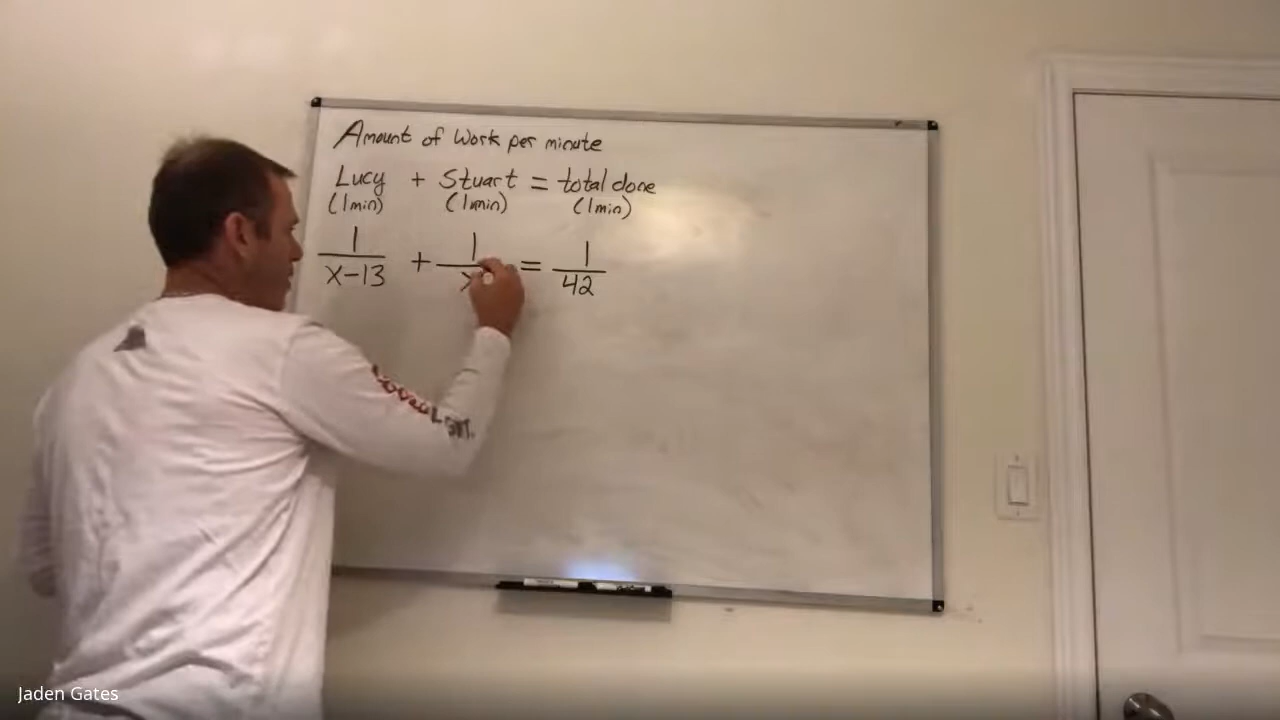 Amount of Work per minute
Lucy + Stuart = total done
(1min) (1min) (1min)
1/(x-13) + 1/x = 1/42
Jaden Gates